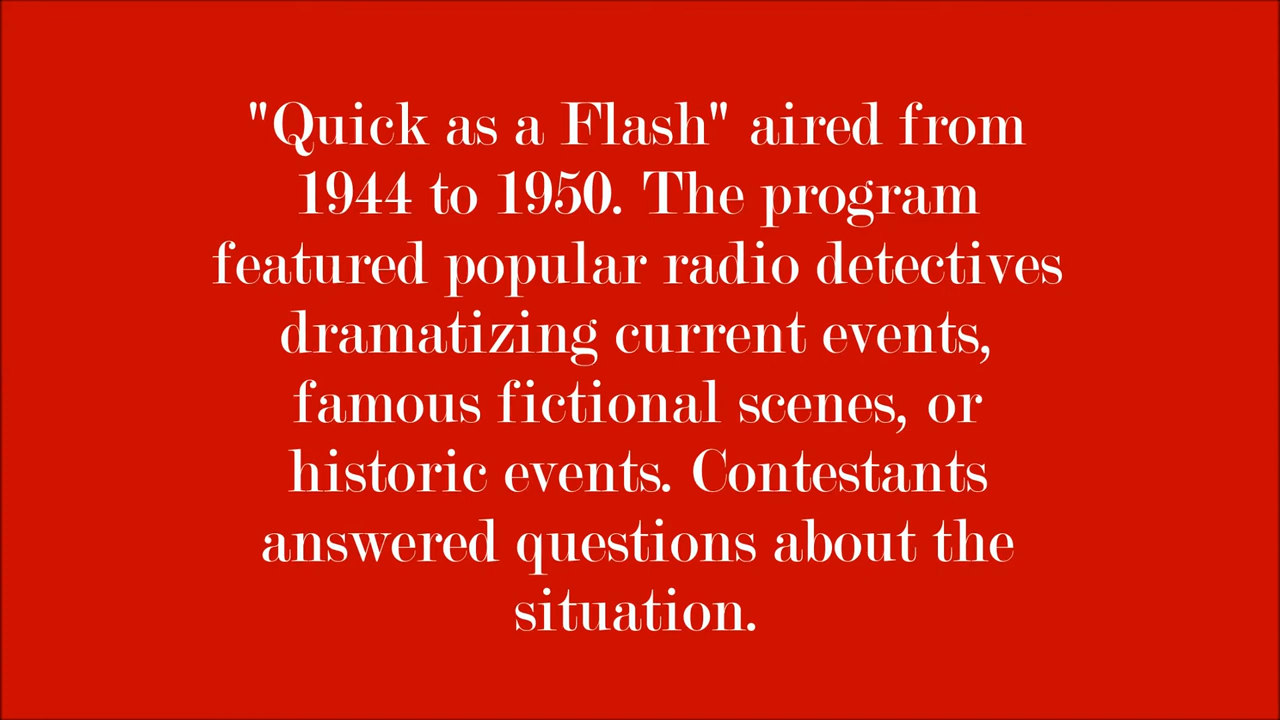 "Quick as a Flash" aired from
1944 to 1950. The program
featured popular radio detectives
dramatizing current events,
famous fictional scenes, or
historic events. Contestants
answered questions about the
situation.